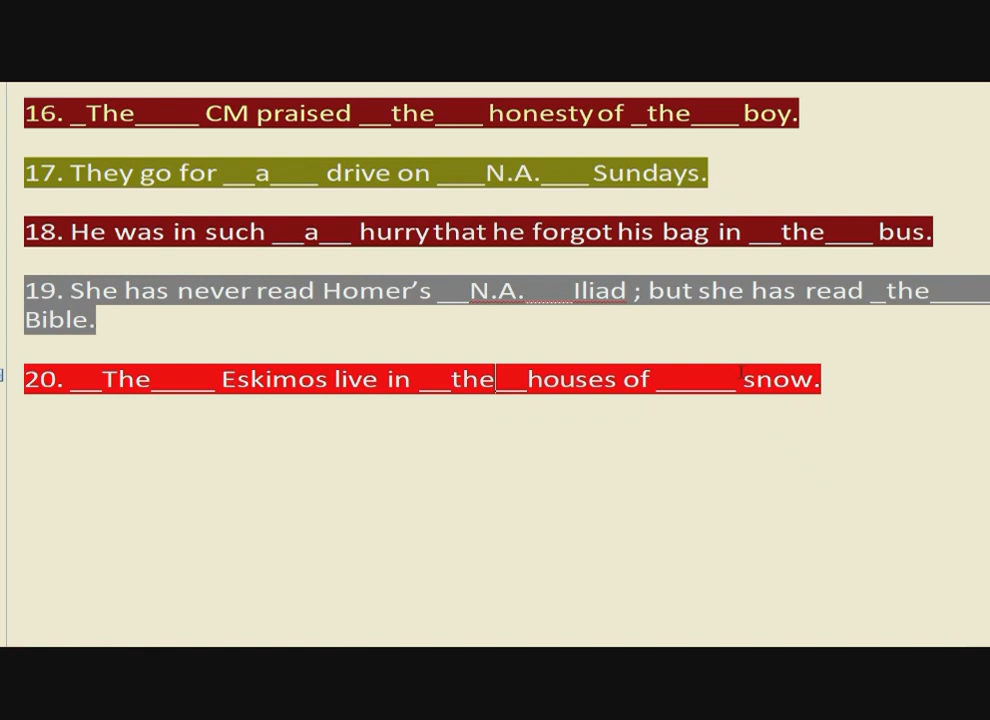 16. _The_____ CM praised __the____ honesty of _the____ boy.
17. They go for __a____ drive on ____N.A.____ Sundays.
18. He was in such __a__ hurry that he forgot his bag in __the____ bus.
19. She has never read Homer’s __N.A.____Iliad ; but she has read _the_____
Bible.
20. __The_____ Eskimos live in __the__houses of ______ snow.